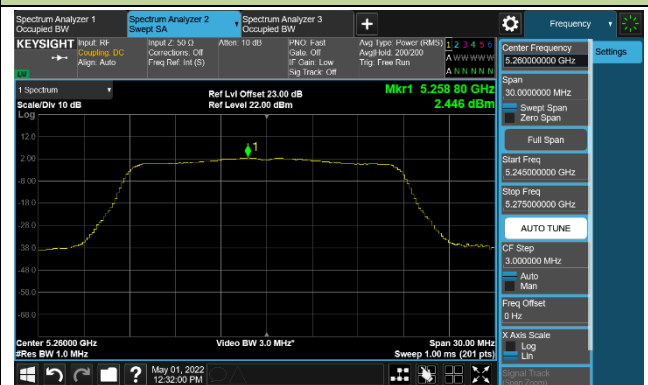 Spectrum Analyzer 1
Occupied BW
Spectrum Analyzer 2
Swept SA
Spectrum Analyzer 3
Occupied BW
+
Frequency
KEYSIGHT
Input: RF
Coupling: DC
Align: Auto
Input Z: 50 Ω
Corrections: Off
Freq Ref: Int (S)
Atten: 10 dB
PNO: Fast
Gate: Off
IF Gain: Low
Sig Track: Off
Avg Type: Power (RMS)
Avg|Hold: 200/200
Trig: Free Run
1 2 3 4 5 6
A W W W W W
A N N N N N
1 Spectrum
Scale/Div 10 dB
Log
Ref Lvl Offset 23.00 dB
Ref Level 22.00 dBm
Mkr1 5.258 80 GHz
2.446 dBm
12.0
2.00
-8.00
-18.0
-28.0
-38.0
-48.0
-58.0
-68.0
1
Center 5.26000 GHz
#Res BW 1.0 MHz
Video BW 3.0 MHz*
Span 30.00 MHz
Sweep 1.00 ms (201 pts)
Center Frequency
5.260000000 GHz
Settings
Span
30.0000000 MHz
Swept Span
Zero Span
Full Span
Start Freq
5.245000000 GHz
Stop Freq
5.275000000 GHz
AUTO TUNE
CF Step
3.000000 MHz
Auto
Man
Freq Offset
0 Hz
X Axis Scale
Log
Lin
Signal Track
(Span Zoom)
?
May 01, 2022
12:32:00 PM